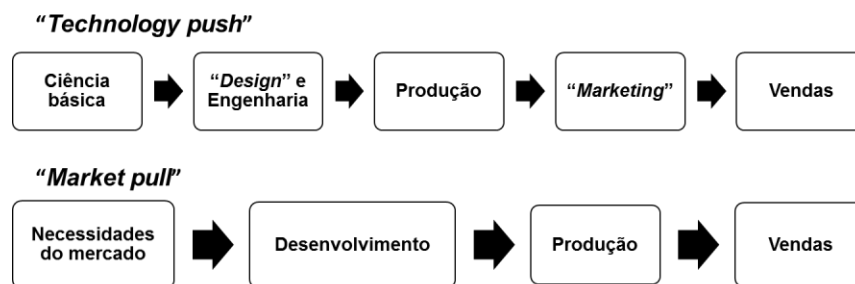 “Technology push”
Ciência
básica
“Design” e
Engenharia
Produção
“Marketing”
Vendas
“Market pull”
Necessidades
do mercado
Desenvolvimento
Produção
Vendas